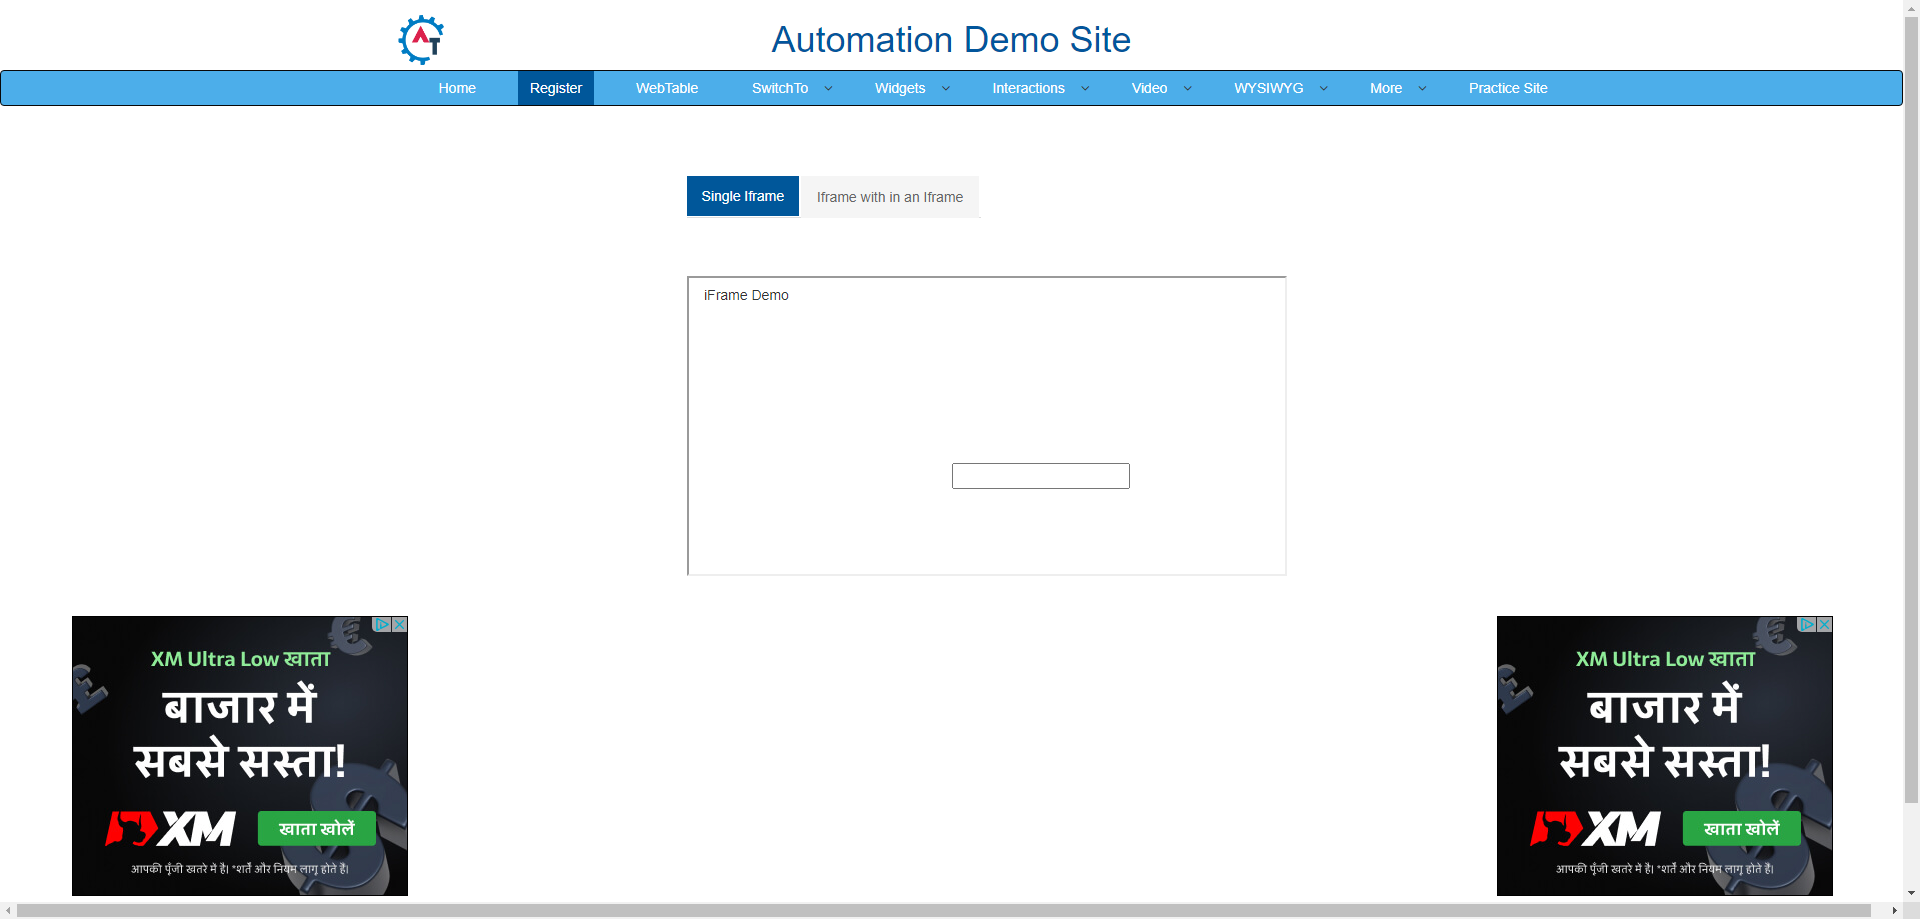 AT
Automation Demo Site
Home Register WebTable SwitchTo Widgets Interactions Video WYSIWYG More Practice Site
Single Iframe Iframe with in an Iframe
iFrame Demo
XM Ultra Low खाता
बाजार में
सबसे सस्ता!
XM खाता खोलें
आपकी पूँजी खतरे में है। *शर्तें और नियम लागू होते हैं।
XM Ultra Low खाता
बाजार में
सबसे सस्ता!
XM खाता खोलें
आपकी पूँजी खतरे में है। *शर्तें और नियम लागू होते हैं।